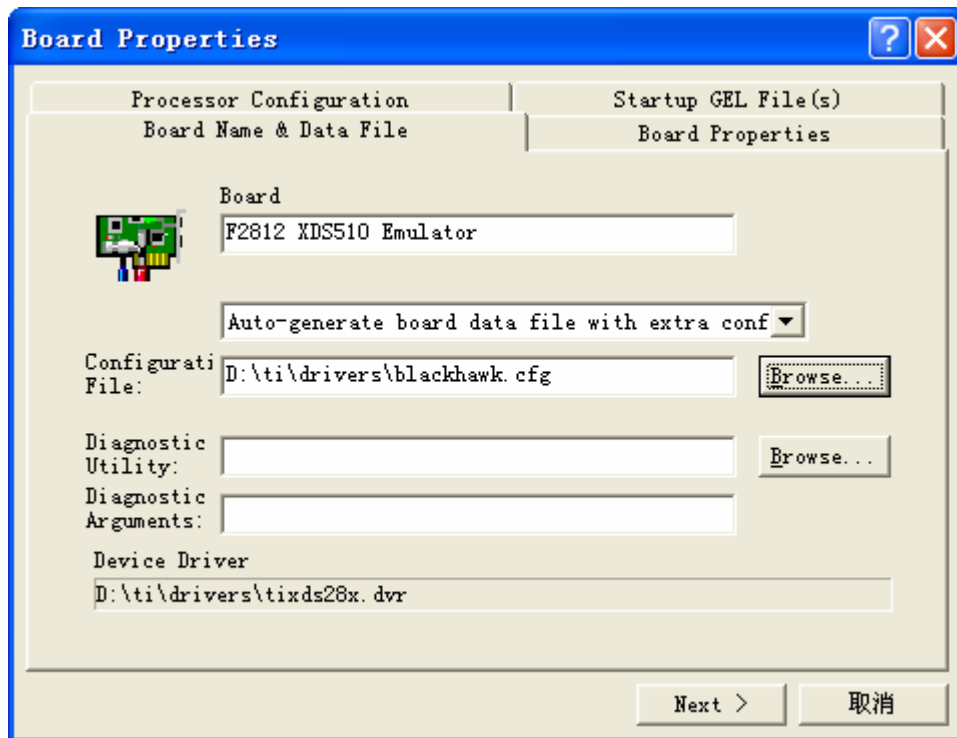 Board Properties
Processor Configuration
Startup GEL File(s)
Board Name & Data File
Board Properties
Board
F2812 XDS510 Emulator
Auto-generate board data file with extra conf
Configurati
File:
D:\ti\drivers\blackhawk.cfg
Browse...
Diagnostic
Utility:
Browse...
Diagnostic
Arguments:
Device Driver
D:\ti\drivers\tixds28x.dvr
Next >
取消